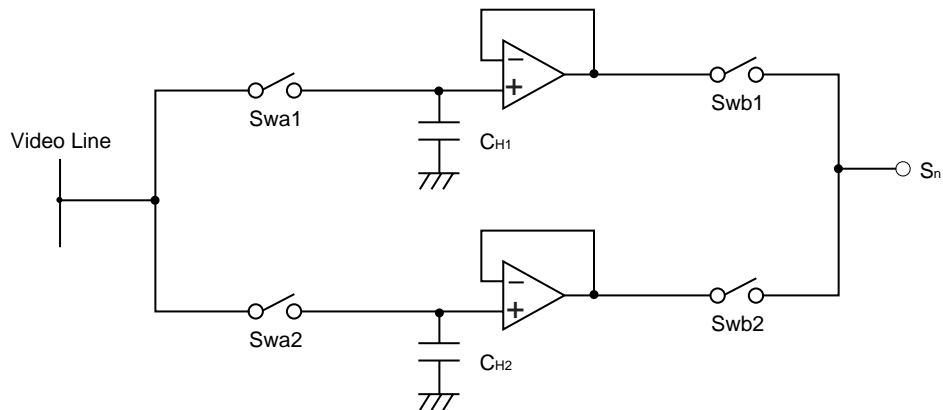 Swa1
Swb1
CH1
Video Line
Sn
Swa2
Swb2
CH2